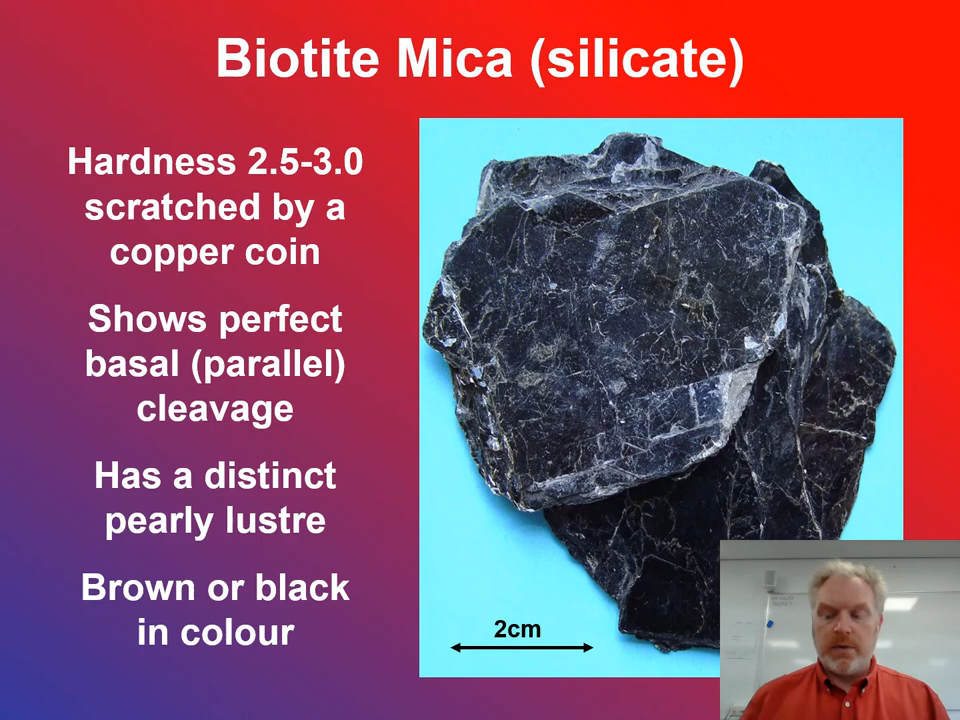 Biotite Mica (silicate)
Hardness 2.5-3.0
scratched by a
copper coin
Shows perfect
basal (parallel)
cleavage
Has a distinct
pearly lustre
Brown or black
in colour
2cm